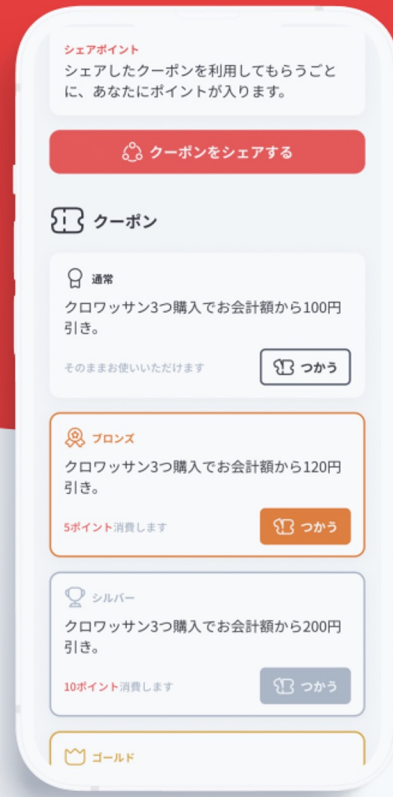 シェアポイント
シェアしたクーポンを利用してもらうごと
に、あなたにポイントが入ります。
クーポンをシェアする
クーポン
通常
クロワッサン3つ購入でお会計額から100円
引き。
そのままお使いいただけます
つかう
ブロンズ
クロワッサン3つ購入でお会計額から120円
引き。
5ポイント消費します
つかう
シルバー
クロワッサン3つ購入でお会計額から200円
引き。
10ポイント消費します
つかう
ゴールド